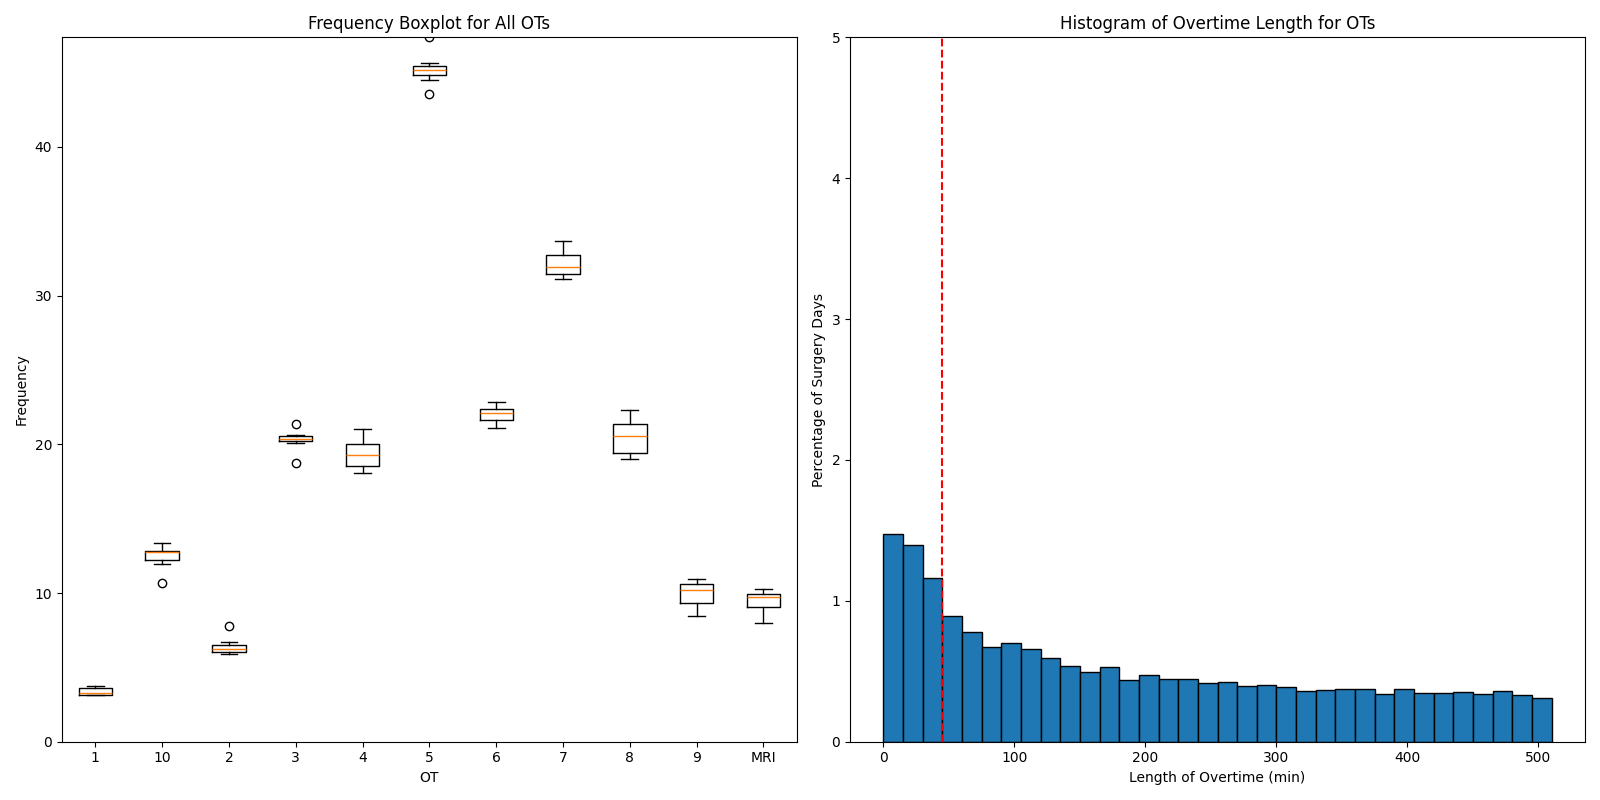 Frequency Boxplot for All OTs
Frequency
40
30
20
10
0
1 10 2 3 4 5 6 7 8 9 MRI
OT
Histogram of Overtime Length for OTs
Percentage of Surgery Days
5
4
3
2
1
0
0 100 200 300 400 500
Length of Overtime (min)